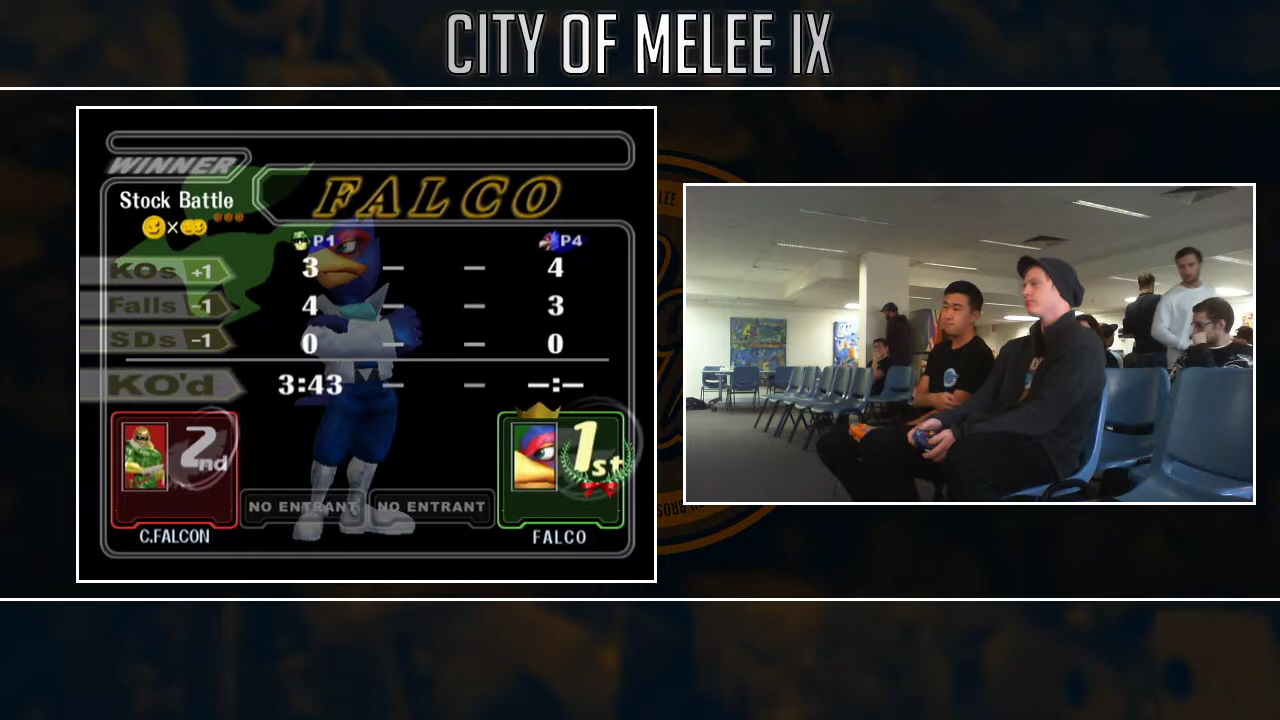 CITY OF MELEE IX
WINNER
Stock Battle
FALCO
P1
P4
KOs +1
3 — — 4
Falls -1
4 — — 3
SDs -1
0 — — 0
KO'd
3:43 — — —:—
2nd
1st
NO ENTRANT
NO ENTRANT
C.FALCON
FALCO